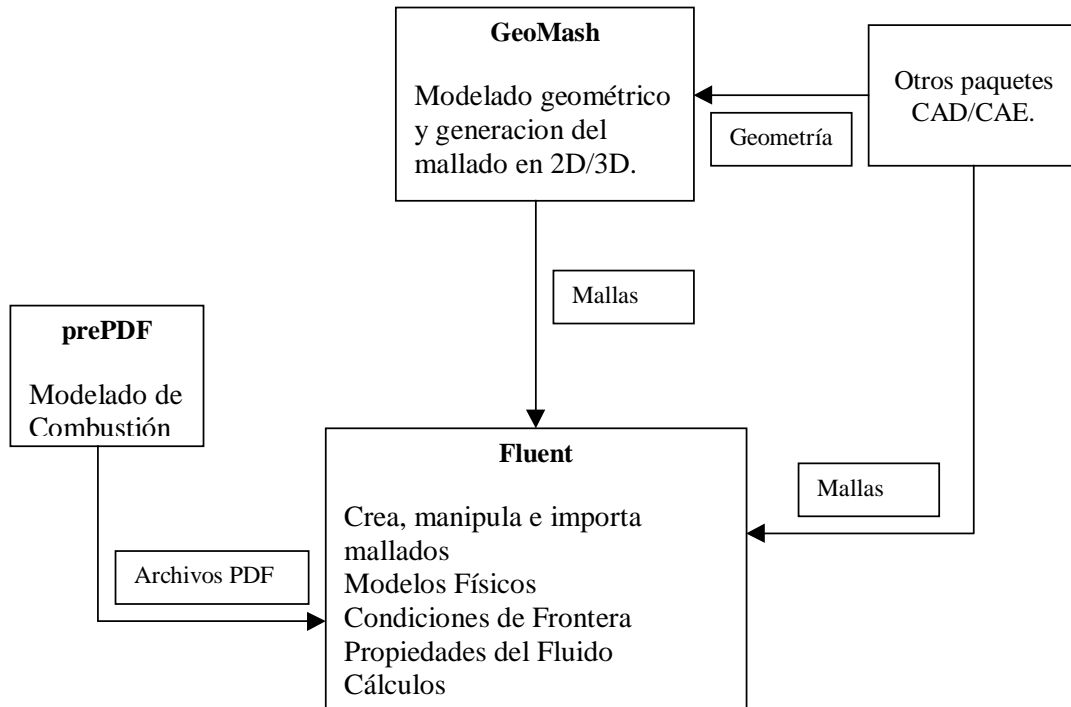 GeoMash
Modelado geométrico
y generacion del
mallado en 2D/3D.
Otros paquetes
CAD/CAE.
Geometría
Mallas
prePDF
Modelado de
Combustión
Fluent
Crea, manipula e importa
mallados
Modelos Físicos
Condiciones de Frontera
Propiedades del Fluido
Cálculos
Mallas
Archivos PDF